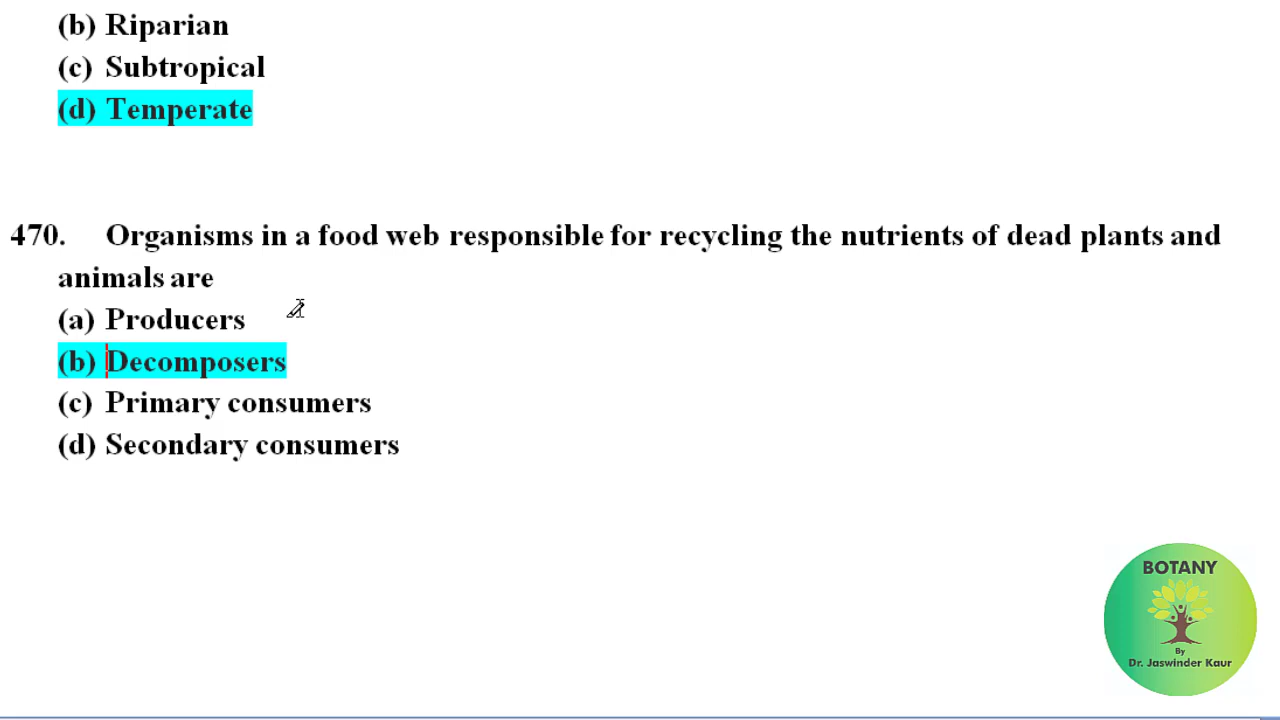 (b) Riparian
(c) Subtropical
(d) Temperate
470. Organisms in a food web responsible for recycling the nutrients of dead plants and
animals are
(a) Producers
(b) Decomposers
(c) Primary consumers
(d) Secondary consumers
BOTANY
By
Dr. Jaswinder Kaur